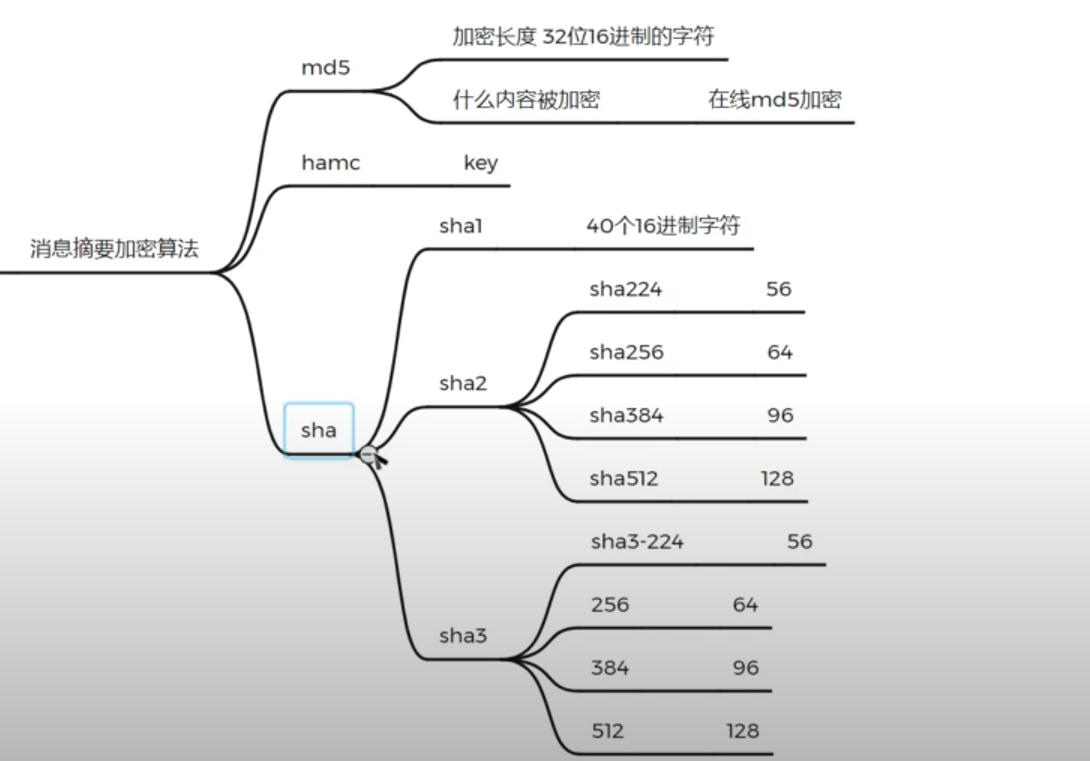 加密长度 32位16进制的字符
md5
什么内容被加密 在线md5加密
hamc key
sha1 40个16进制字符
消息摘要加密算法
sha224 56
sha256 64
sha2
sha384 96
sha
sha512 128
sha3-224 56
256 64
sha3
384 96
512 128